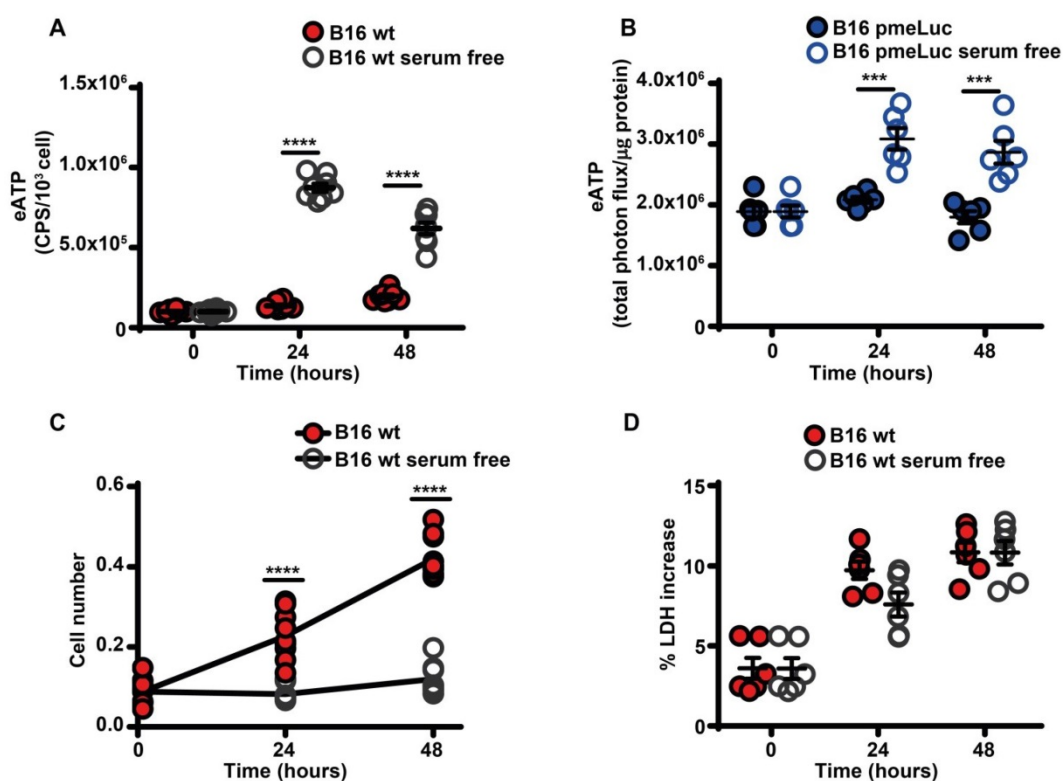 A
B16 wt
B16 wt serum free
eATP
(CPS/10³ cell)
1.5x10⁶
1.0x10⁶
5.0x10⁵
0
****
****
0
24
48
Time (hours)
B
B16 pmeLuc
B16 pmeLuc serum free
eATP
(total photon flux/µg protein)
4.0x10⁶
3.0x10⁶
2.0x10⁶
1.0x10⁶
0
***
***
0
24
48
Time (hours)
C
B16 wt
B16 wt serum free
Cell number
0.6
0.4
0.2
0.0
****
****
0
24
48
Time (hours)
D
B16 wt
B16 wt serum free
% LDH increase
15
10
5
0
0
24
48
Time (hours)